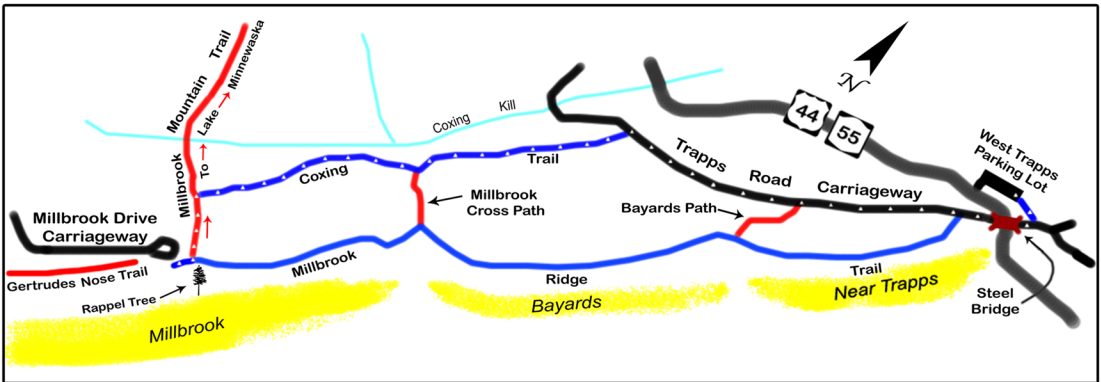 Millbrook Mountain Trail
To Lake → Minnewaska
Coxing Kill
N
44
55
West Trapps
Parking Lot
Coxing Trail
Trapps Road Carriageway
Millbrook
Cross Path
Bayards Path
Millbrook Drive
Carriageway
Gertrudes Nose Trail
Rappel Tree
Millbrook Ridge Trail
Steel
Bridge
Millbrook
Bayards
Near Trapps